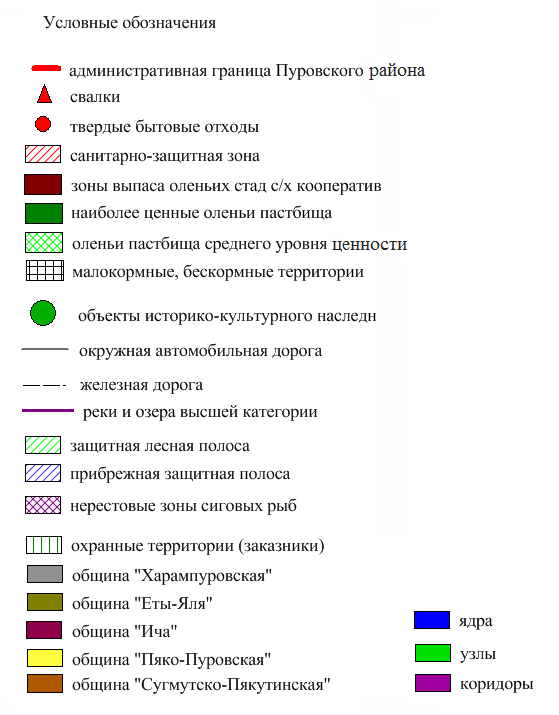 Условные обозначения
административная граница Пуровского района
свалки
твердые бытовые отходы
санитарно-защитная зона
зоны выпаса оленьих стад с/х кооператив
наиболее ценные оленьи пастбища
оленьи пастбища среднего уровня ценности
малокормные, бескормные территории
объекты историко-культурного наследн
окружная автомобильная дорога
железная дорога
реки и озера высшей категории
защитная лесная полоса
прибрежная защитная полоса
нерестовые зоны сиговых рыб
охранные территории (заказники)
община "Харампуровская"
община "Еты-Яля"
община "Ича"
община "Пяко-Пуровская"
община "Сугмутско-Пякутинская"
ядра
узлы
коридоры